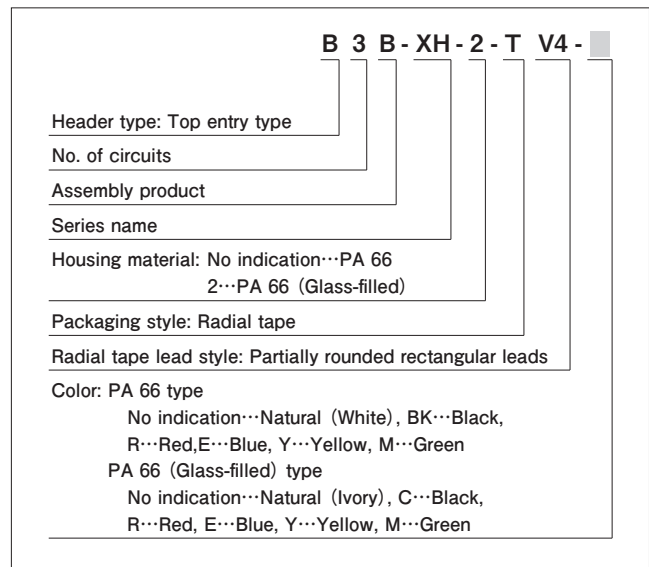 B 3 B - XH - 2 - T V4 -
Header type: Top entry type
No. of circuits
Assembly product
Series name
Housing material: No indication⋯PA 66
2⋯PA 66 (Glass-filled)
Packaging style: Radial tape
Radial tape lead style: Partially rounded rectangular leads
Color: PA 66 type
No indication⋯Natural (White), BK⋯Black,
R⋯Red,E⋯Blue, Y⋯Yellow, M⋯Green
PA 66 (Glass-filled) type
No indication⋯Natural (Ivory), C⋯Black,
R⋯Red, E⋯Blue, Y⋯Yellow, M⋯Green